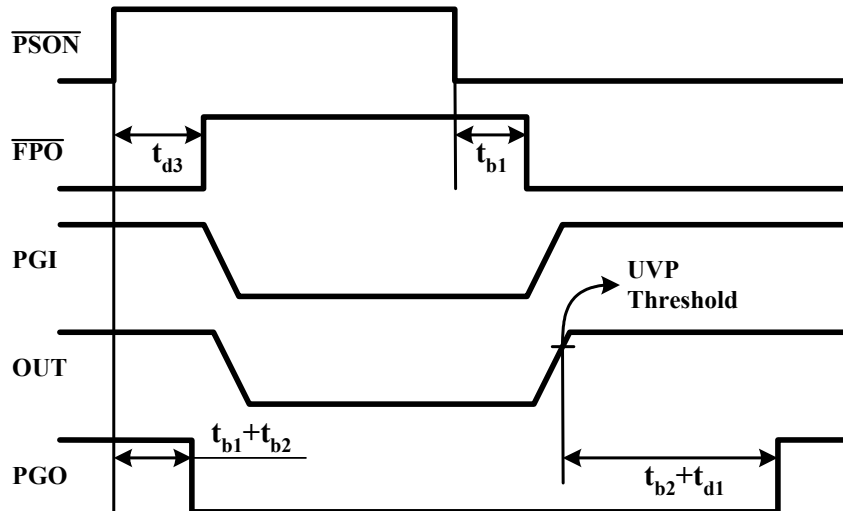 PSON
FPO
t_d3
t_b1
PGI
UVP
Threshold
OUT
t_b1+t_b2
PGO
t_b2+t_d1